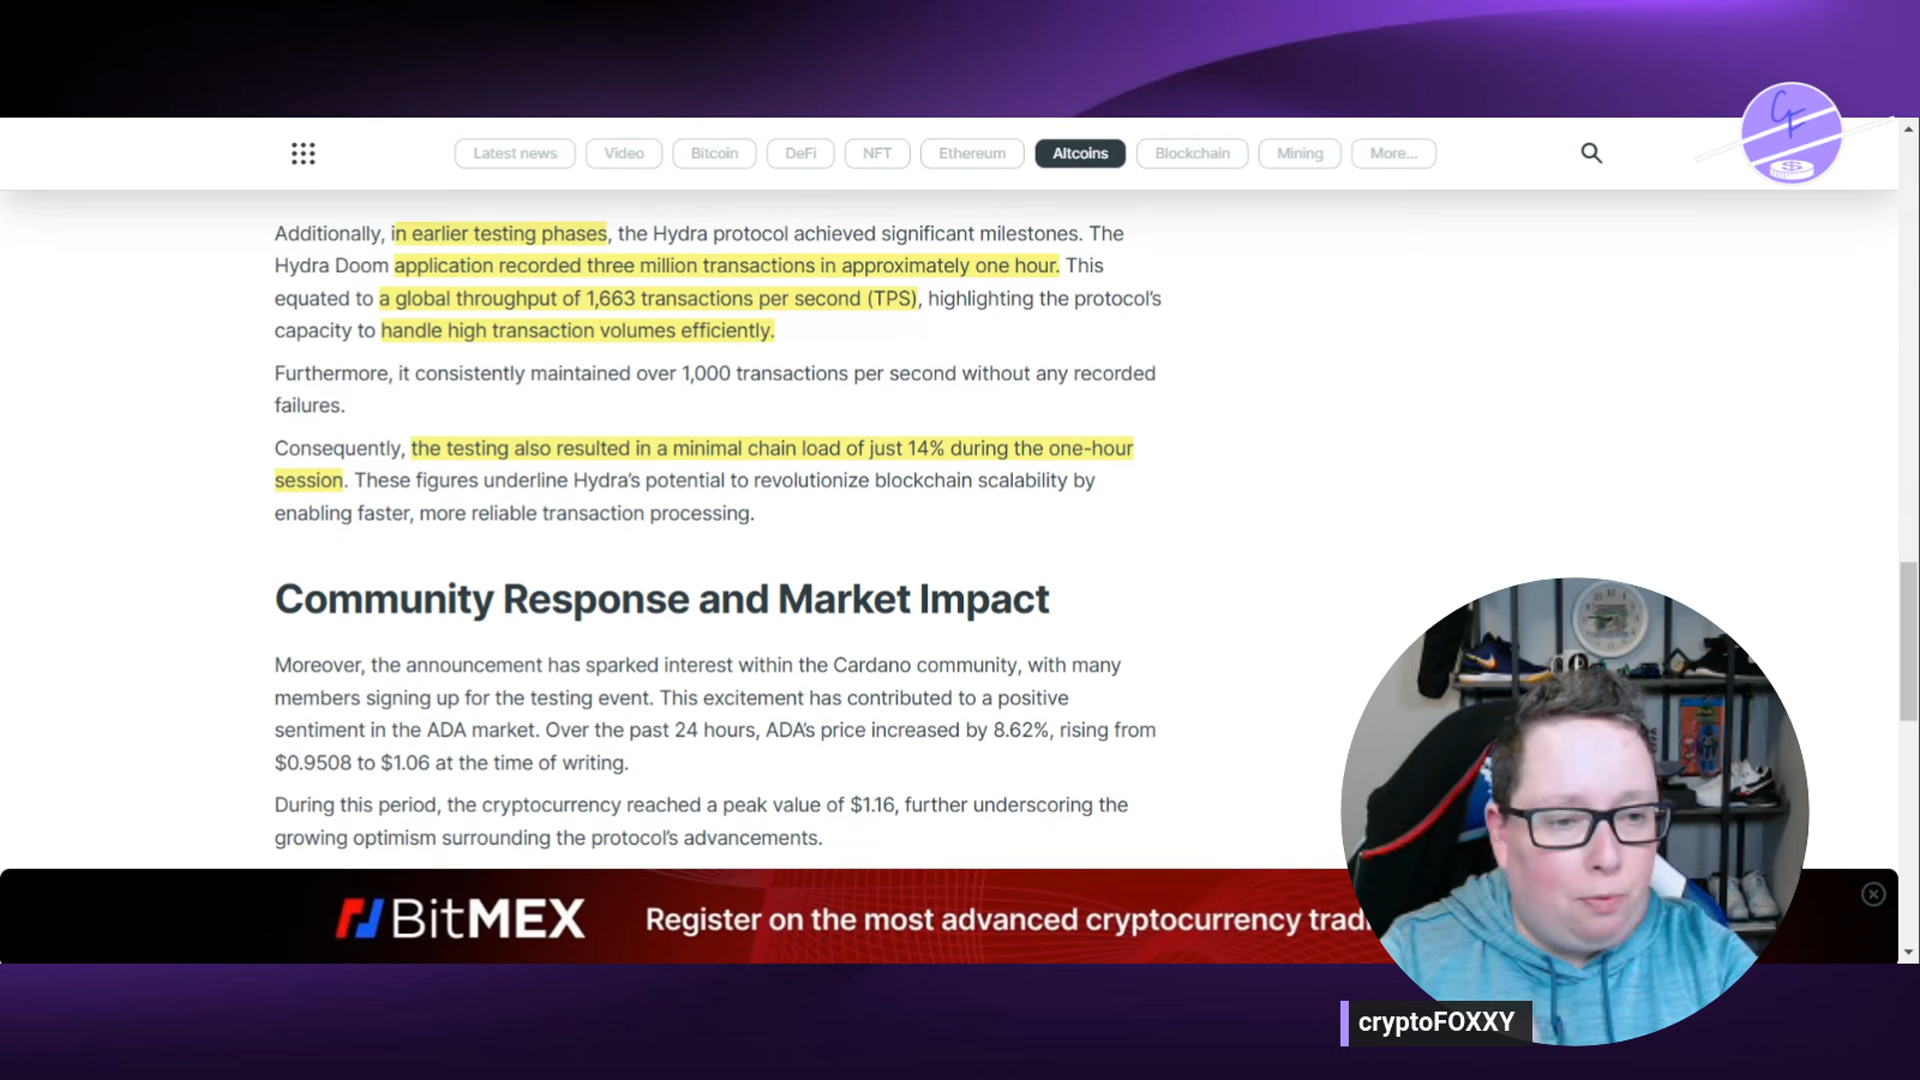 Latest news Video Bitcoin DeFi NFT Ethereum Altcoins Blockchain Mining More...
CF
$
Additionally, in earlier testing phases, the Hydra protocol achieved significant milestones. The
Hydra Doom application recorded three million transactions in approximately one hour. This
equated to a global throughput of 1,663 transactions per second (TPS), highlighting the protocol's
capacity to handle high transaction volumes efficiently.
Furthermore, it consistently maintained over 1,000 transactions per second without any recorded
failures.
Consequently, the testing also resulted in a minimal chain load of just 14% during the one-hour
session. These figures underline Hydra's potential to revolutionize blockchain scalability by
enabling faster, more reliable transaction processing.
Community Response and Market Impact
Moreover, the announcement has sparked interest within the Cardano community, with many
members signing up for the testing event. This excitement has contributed to a positive
sentiment in the ADA market. Over the past 24 hours, ADA's price increased by 8.62%, rising from
$0.9508 to $1.06 at the time of writing.
During this period, the cryptocurrency reached a peak value of $1.16, further underscoring the
growing optimism surrounding the protocol's advancements.
BitMEX Register on the most advanced cryptocurrency tradi
cryptoFOXXY